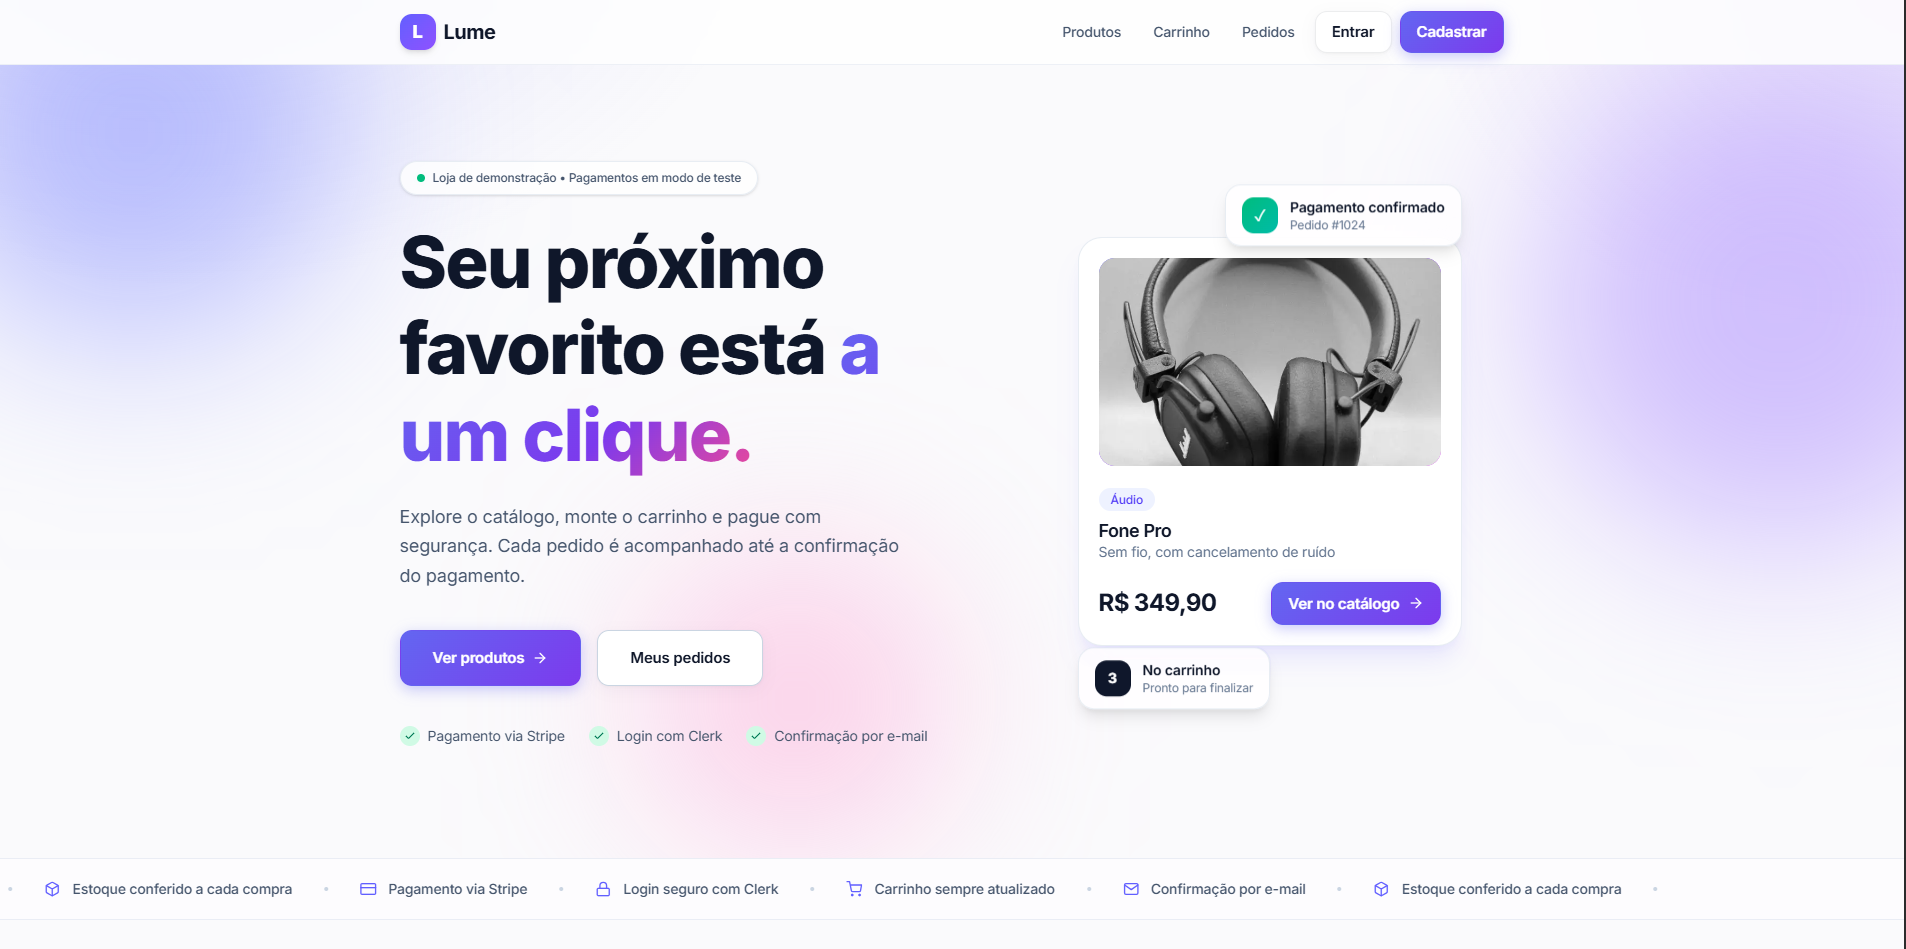 L Lume
Produtos Carrinho Pedidos Entrar Cadastrar
Loja de demonstração • Pagamentos em modo de teste
Seu próximo
favorito está a
um clique.
Explore o catálogo, monte o carrinho e pague com
segurança. Cada pedido é acompanhado até a confirmação
do pagamento.
Ver produtos →
Meus pedidos
Pagamento via Stripe
Login com Clerk
Confirmação por e-mail
Pagamento confirmado
Pedido #1024
Áudio
Fone Pro
Sem fio, com cancelamento de ruído
R$ 349,90
Ver no catálogo →
3
No carrinho
Pronto para finalizar
• Estoque conferido a cada compra • Pagamento via Stripe • Login seguro com Clerk • Carrinho sempre atualizado • Confirmação por e-mail • Estoque conferido a cada compra •